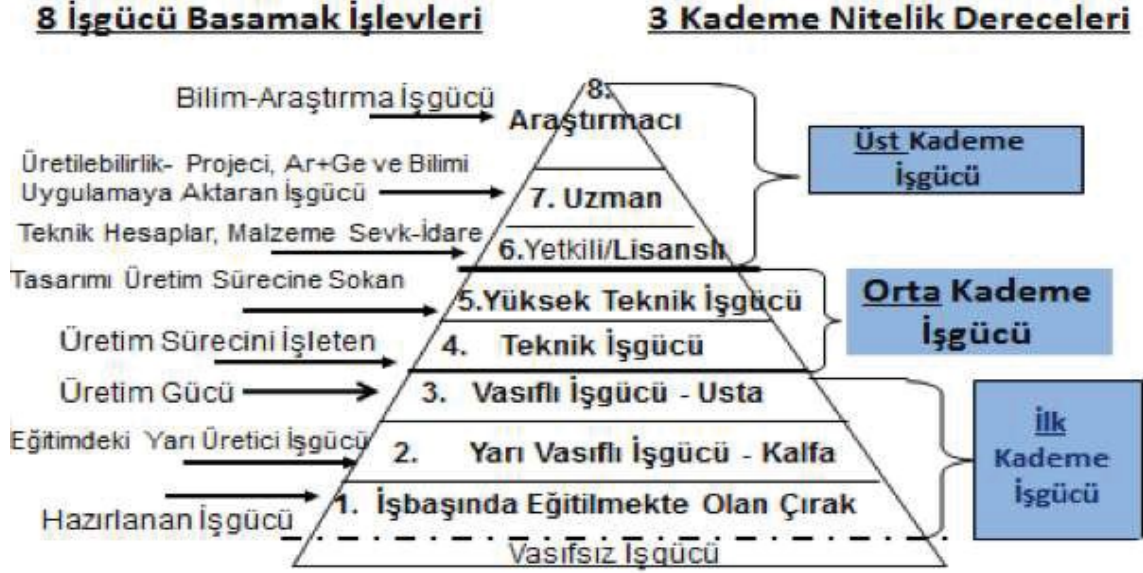 8 İşgücü Basamak İşlevleri
3 Kademe Nitelik Dereceleri
Bilim-Araştırma İşgücü
8.
Araştırmacı
Üretilebilirlik- Projeci, Ar+Ge ve Bilimi
Uygulamaya Aktaran İşgücü
7. Uzman
Teknik Hesaplar, Malzeme Sevk-İdare
6.Yetkili/Lisanslı
Üst Kademe
İşgücü
Tasarımı Üretim Sürecine Sokan
5.Yüksek Teknik İşgücü
Üretim Sürecini İşleten
4. Teknik İşgücü
Orta Kademe
İşgücü
Üretim Gücü
3. Vasıflı İşgücü - Usta
Eğitimdeki Yarı Üretici İşgücü
2. Yarı Vasıflı İşgücü - Kalfa
Hazırlanan İşgücü
1. İşbaşında Eğitilmekte Olan Çırak
Vasıfsız İşgücü
İlk
Kademe
İşgücü